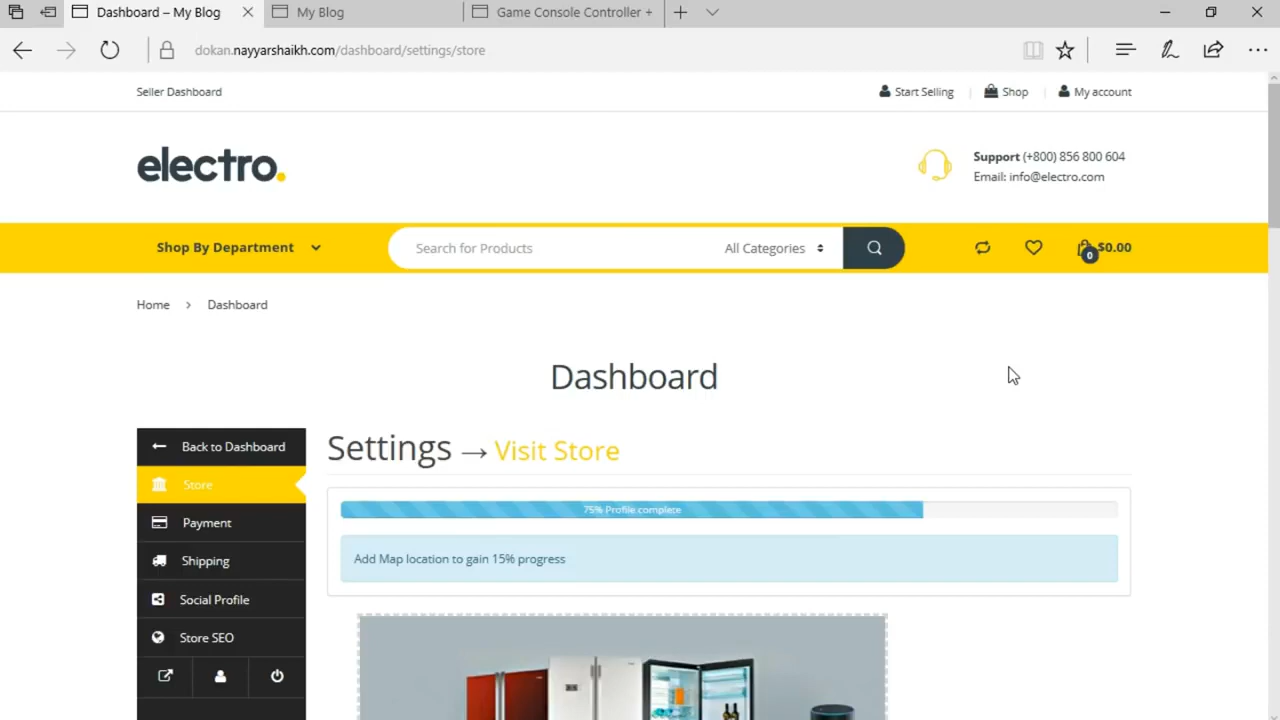 Dashboard – My Blog
My Blog
Game Console Controller +
dokan.nayyarshaikh.com/dashboard/settings/store
Seller Dashboard
Start Selling
Shop
My account
electro.
Support (+800) 856 800 604
Email: info@electro.com
Shop By Department
Search for Products
All Categories
0
$0.00
Home
Dashboard
Dashboard
Back to Dashboard
Settings → Visit Store
Store
75% Profile complete
Payment
Add Map location to gain 15% progress
Shipping
Social Profile
Store SEO